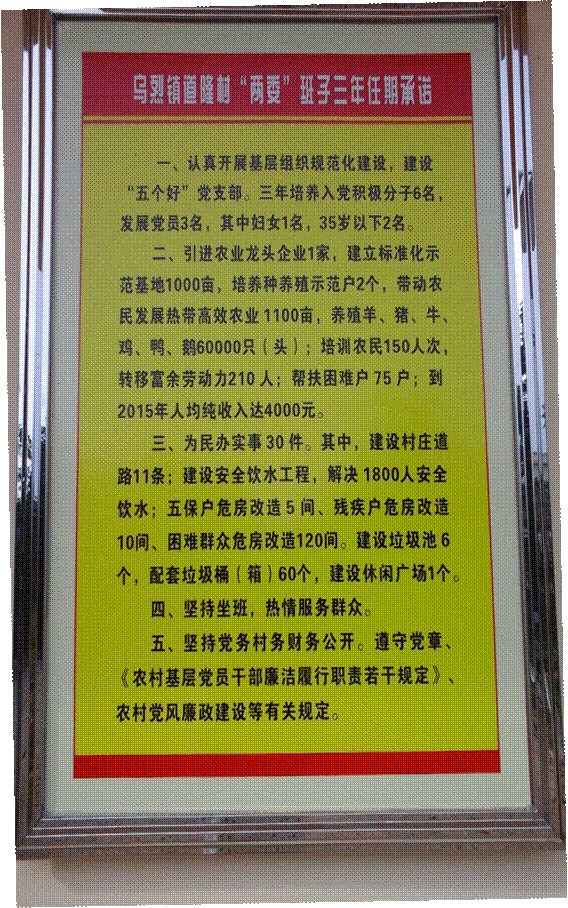 乌烈镇道隆村“两委”班子三年任期承诺
一、认真开展基层组织规范化建设，建设
“五个好”党支部。三年培养入党积极分子6名，
发展党员3名，其中妇女1名，35岁以下2名。
二、引进农业龙头企业1家，建立标准化示
范基地1000亩，培养种养殖示范户2个，带动农
民发展热带高效农业1100亩，养殖羊、猪、牛、
鸡、鸭、鹅60000只（头）；培训农民150人次，
转移富余劳动力210人；帮扶困难户75户；到
2015年人均纯收入达4000元。
三、为民办实事30件。其中，建设村庄道
路11条；建设安全饮水工程，解决1800人安全
饮水；五保户危房改造5间、残疾户危房改造
10间、困难群众危房改造120间。建设垃圾池6
个，配套垃圾桶（箱）60个，建设休闲广场1个。
四、坚持坐班，热情服务群众。
五、坚持党务村务财务公开。遵守党章、
《农村基层党员干部廉洁履行职责若干规定》、
农村党风廉政建设等有关规定。